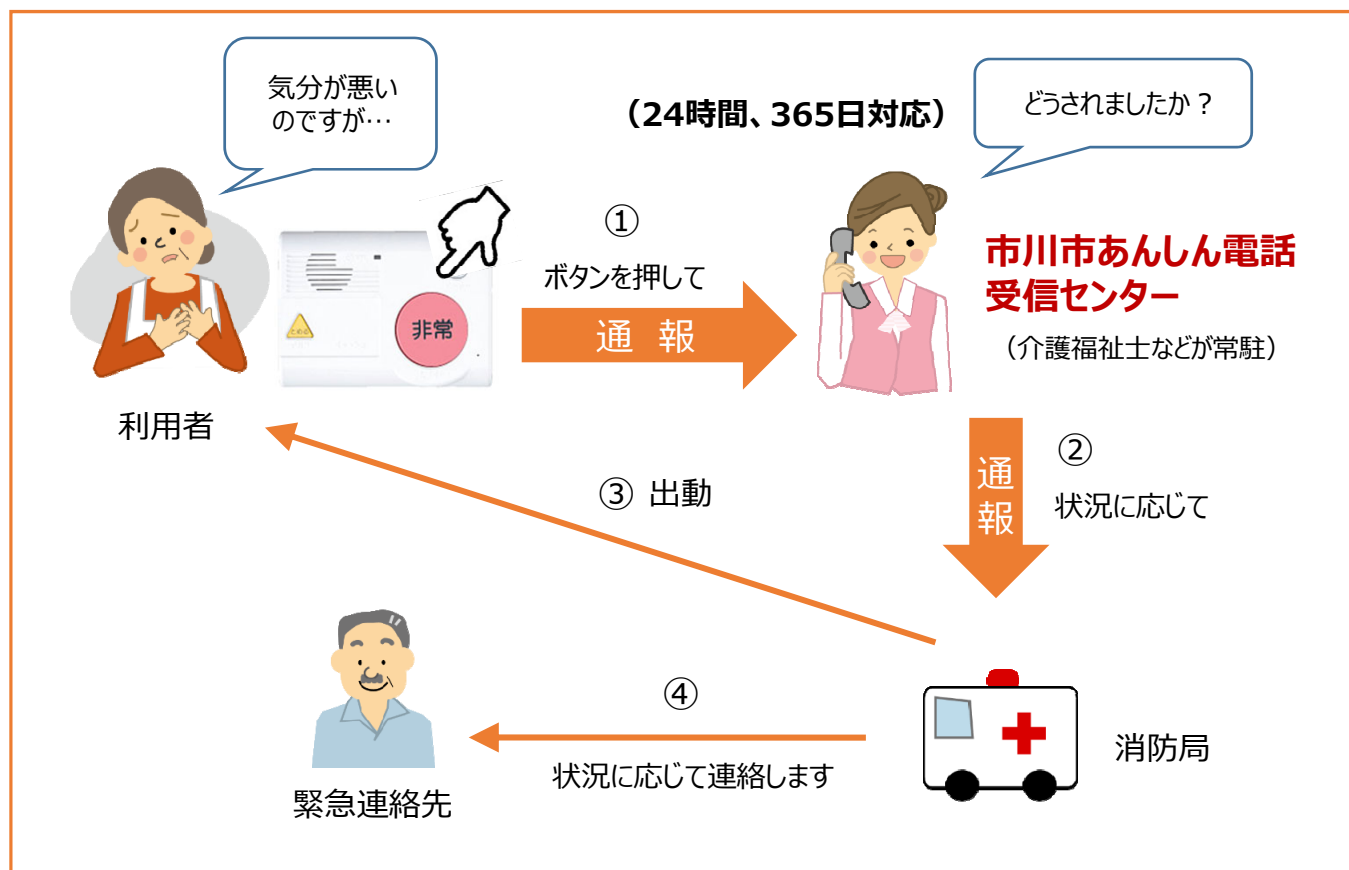 気分が悪い
のですが…
（24時間、365日対応）
どうされましたか？
①
ボタンを押して
通 報
非常
とめる
市川市あんしん電話
受信センター
（介護福祉士などが常駐）
利用者
②
状況に応じて
通報
③ 出動
④
状況に応じて連絡します
緊急連絡先
消防局